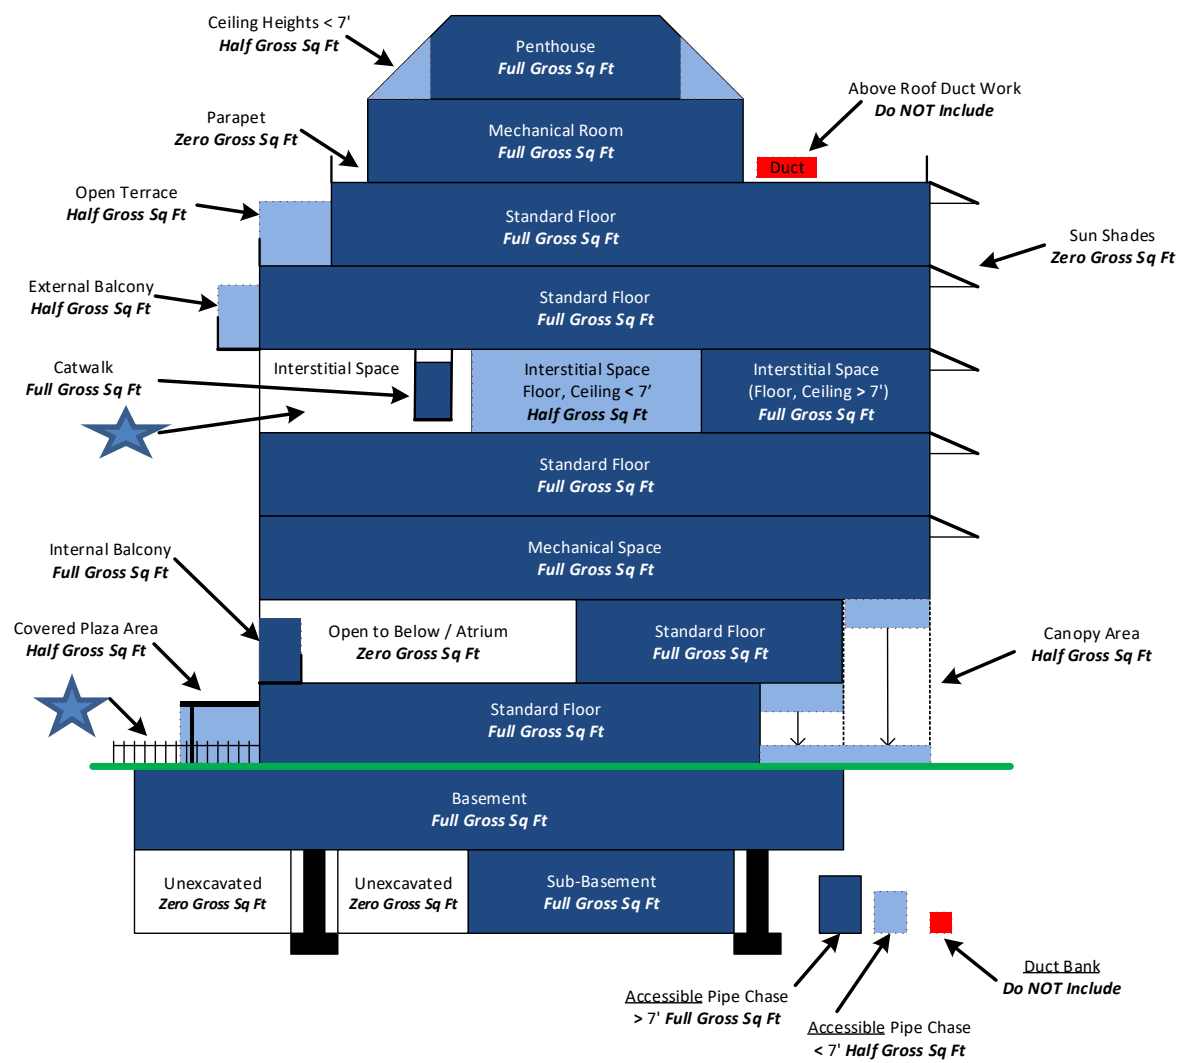 Ceiling Heights < 7'
Half Gross Sq Ft
Penthouse
Full Gross Sq Ft
Above Roof Duct Work
Do NOT Include
Parapet
Zero Gross Sq Ft
Mechanical Room
Full Gross Sq Ft
Duct
Open Terrace
Half Gross Sq Ft
Standard Floor
Full Gross Sq Ft
Sun Shades
Zero Gross Sq Ft
External Balcony
Half Gross Sq Ft
Standard Floor
Full Gross Sq Ft
Catwalk
Full Gross Sq Ft
Interstitial Space
Interstitial Space
Floor, Ceiling < 7’
Half Gross Sq Ft
Interstitial Space
(Floor, Ceiling > 7')
Full Gross Sq Ft
Standard Floor
Full Gross Sq Ft
Mechanical Space
Full Gross Sq Ft
Internal Balcony
Full Gross Sq Ft
Covered Plaza Area
Half Gross Sq Ft
Open to Below / Atrium
Zero Gross Sq Ft
Standard Floor
Full Gross Sq Ft
Canopy Area
Half Gross Sq Ft
Standard Floor
Full Gross Sq Ft
Basement
Full Gross Sq Ft
Unexcavated
Zero Gross Sq Ft
Unexcavated
Zero Gross Sq Ft
Sub-Basement
Full Gross Sq Ft
Accessible Pipe Chase
> 7' Full Gross Sq Ft
Accessible Pipe Chase
< 7' Half Gross Sq Ft
Duct Bank
Do NOT Include